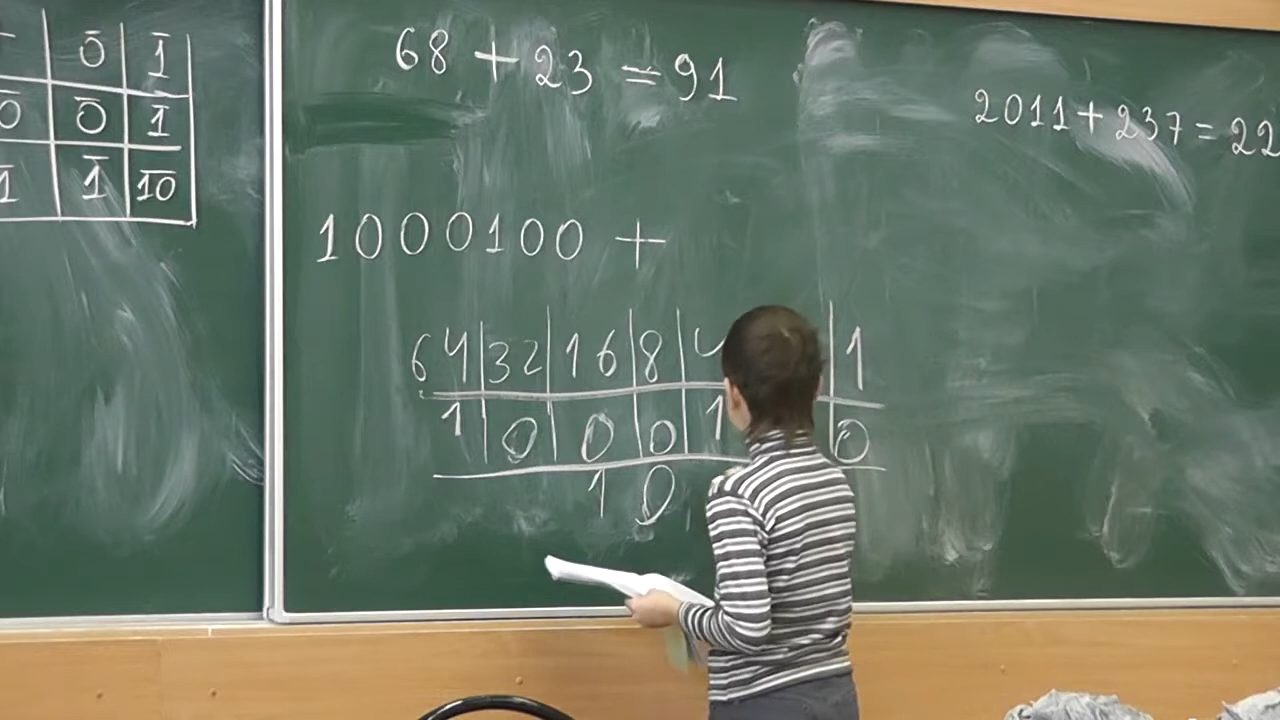 0 1
0 0 1
1 1 10
68 + 23 = 91
2011 + 237 = 22
1000100 +
64 32 16 8 4 1
1 0 0 0 1 0
1 0